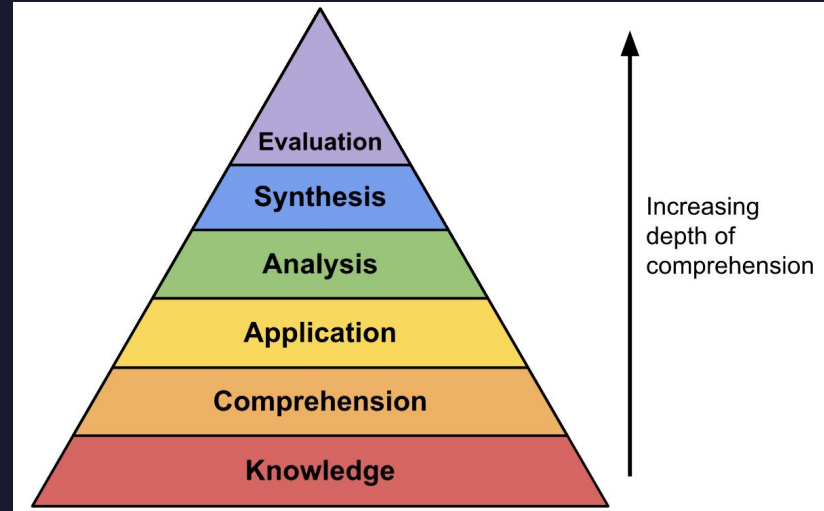 Evaluation
Synthesis
Analysis
Application
Comprehension
Knowledge
Increasing
depth of
comprehension